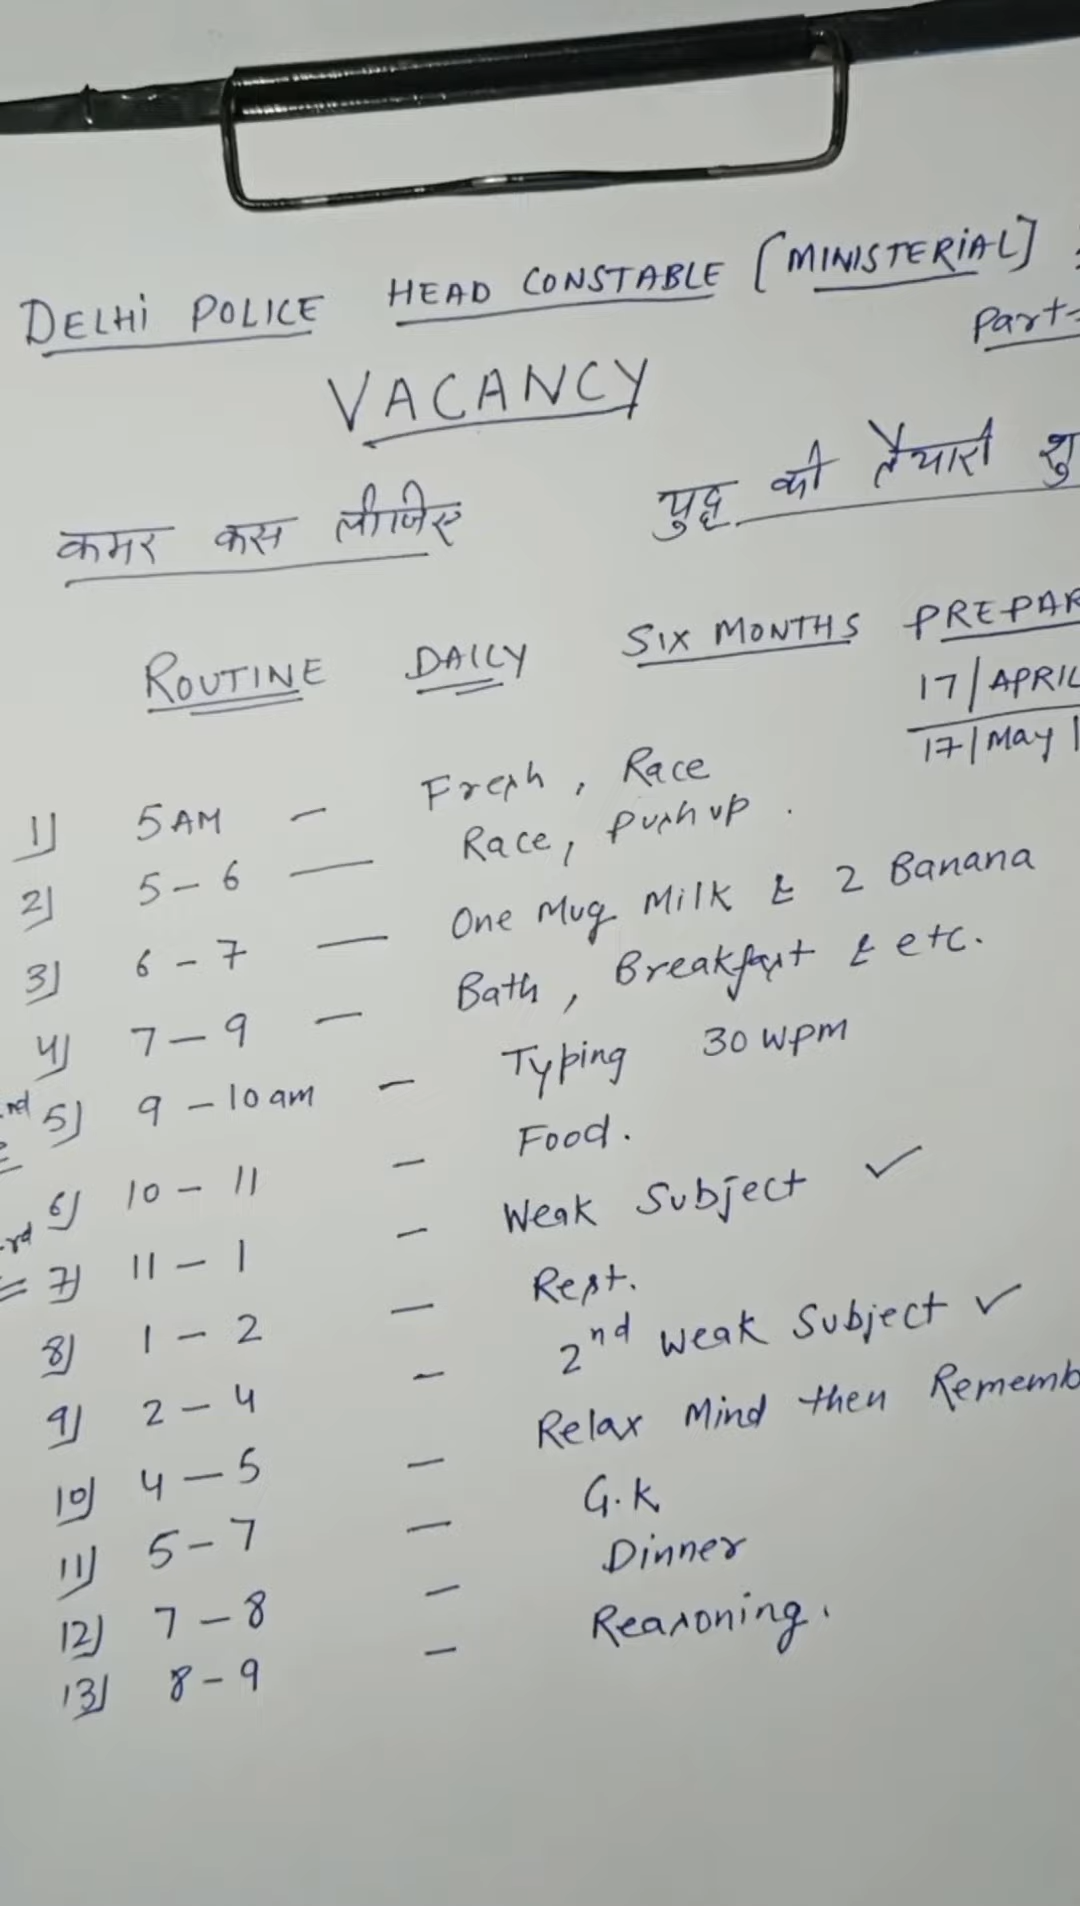 DELHI POLICE HEAD CONSTABLE [MINISTERIAL]
Part-
VACANCY
कमर कस लीजिए युद्ध की तैयारी शु
ROUTINE DAILY SIX MONTHS PREPAR
17/APRIL
17/May/
1) 5 AM - Fresh, Race
2) 5-6 - Race, Pushup.
3) 6-7 - One Mug Milk & 2 Banana
4) 7-9 - Bath, Breakfast & etc.
5) 9-10am - Typing 30 wpm
6) 10-11 - Food.
7) 11-1 - Weak Subject ✓
8) 1-2 - Rest.
9) 2-4 - 2nd weak Subject ✓
10) 4-5 - Relax Mind then Rememb
11) 5-7 - G.K
12) 7-8 - Dinner
13) 8-9 - Reasoning.